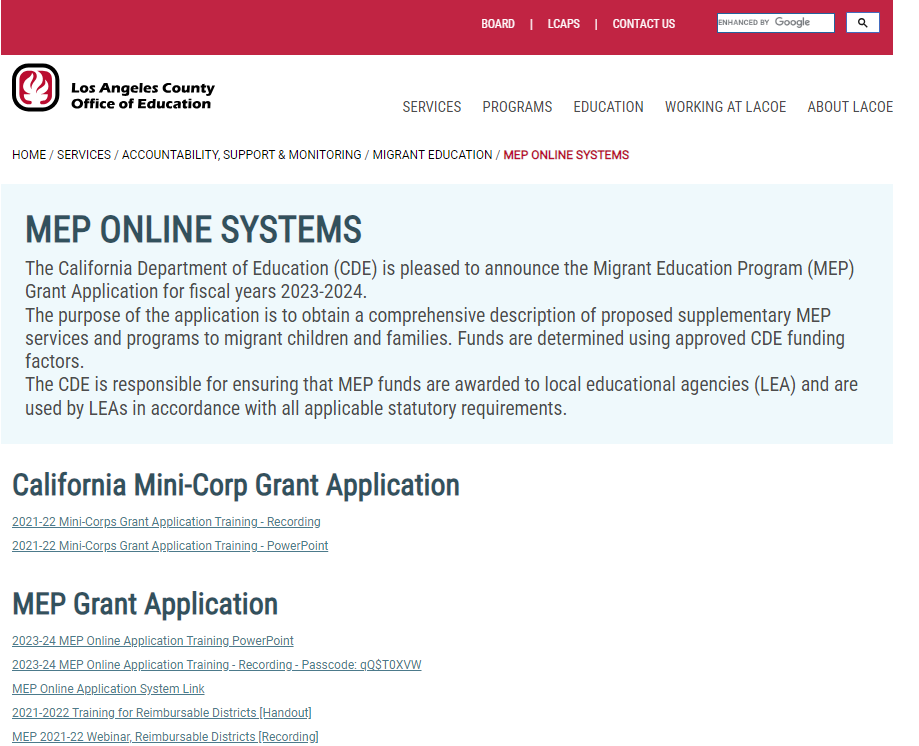 BOARD | LCAPS | CONTACT US
ENHANCED BY Google
Los Angeles County
Office of Education
SERVICES PROGRAMS EDUCATION WORKING AT LACOE ABOUT LACOE
HOME / SERVICES / ACCOUNTABILITY, SUPPORT & MONITORING / MIGRANT EDUCATION / MEP ONLINE SYSTEMS
MEP ONLINE SYSTEMS
The California Department of Education (CDE) is pleased to announce the Migrant Education Program (MEP)
Grant Application for fiscal years 2023-2024.
The purpose of the application is to obtain a comprehensive description of proposed supplementary MEP
services and programs to migrant children and families. Funds are determined using approved CDE funding
factors.
The CDE is responsible for ensuring that MEP funds are awarded to local educational agencies (LEA) and are
used by LEAs in accordance with all applicable statutory requirements.
California Mini-Corp Grant Application
2021-22 Mini-Corps Grant Application Training - Recording
2021-22 Mini-Corps Grant Application Training - PowerPoint
MEP Grant Application
2023-24 MEP Online Application Training PowerPoint
2023-24 MEP Online Application Training - Recording - Passcode: qQ$T0XVW
MEP Online Application System Link
2021-2022 Training for Reimbursable Districts [Handout]
MEP 2021-22 Webinar, Reimbursable Districts [Recording]